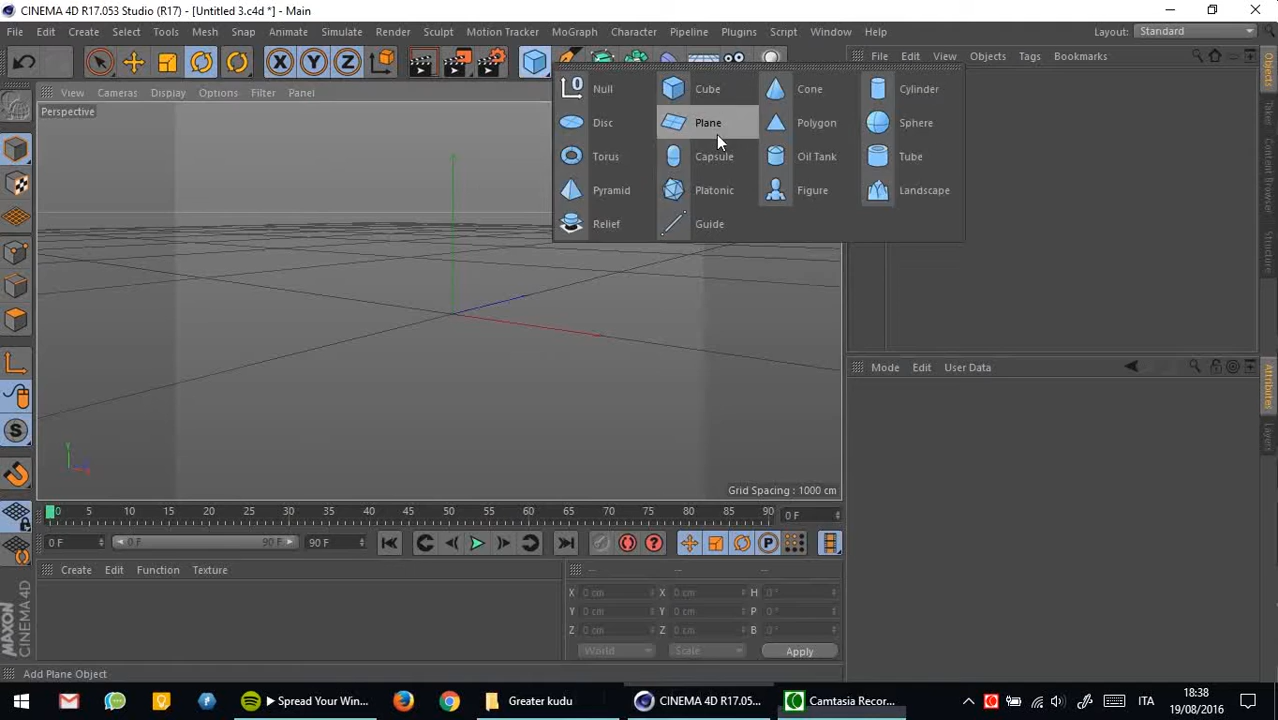 CINEMA 4D R17.053 Studio (R17) - [Untitled 3.c4d *] - Main
File Edit Create Select Tools Mesh Snap Animate Simulate Render Sculpt Motion Tracker MoGraph Character Pipeline Plugins Script Window Help Layout: Standard
X Y Z File Edit View Objects Tags Bookmarks
View Cameras Display Options Filter Panel
Perspective
0 Null Cube Cone Cylinder
Disc Plane Polygon Sphere
Torus Capsule Oil Tank Tube
Pyramid Platonic Figure Landscape
Relief Guide
Objects
Structure
Mode Edit User Data
Attributes
Layers
S
Y
Grid Spacing : 1000 cm
0 5 10 15 20 25 30 35 40 45 50 55 60 65 70 75 80 85 90 0 F
0 F 0 F 90 F 90 F ? P
Create Edit Function Texture -- -- --
X 0 cm X 0 cm H 0 °
Y 0 cm Y 0 cm P 0 °
Z 0 cm Z 0 cm B 0 °
World Scale Apply
MAXON CINEMA 4D
Add Plane Object
Spread Your Win... Greater kudu CINEMA 4D R17.05... Camtasia Recor... ITA 18:38
19/08/2016